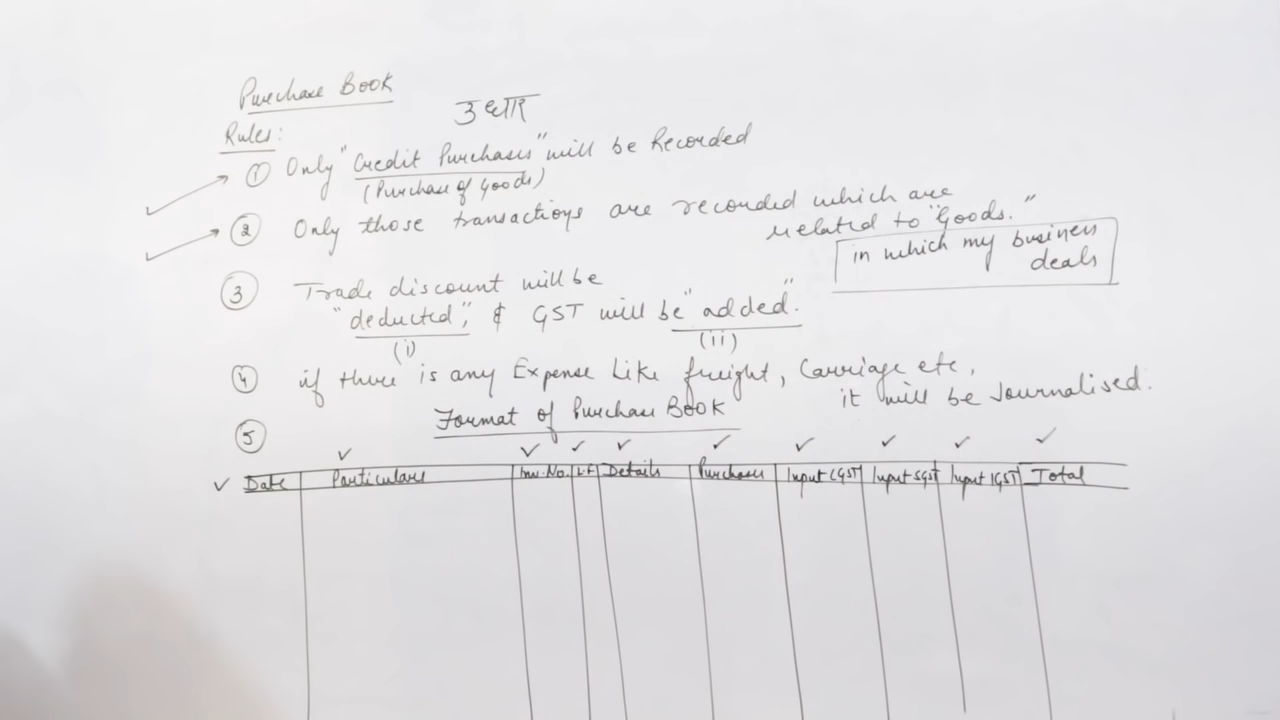 Purchase Book
उधार
Rules:
① Only "Credit Purchases" will be Recorded
(Purchase of Goods)
② Only those transactions are recorded which are
related to "Goods."
in which my business
deals
③ Trade discount will be
"deducted", & GST will be "added".
(i) (ii)
④ if there is any Expense Like freight, Carriage etc,
it will be Journalised.
⑤ Format of Purchase Book
Date Particulars Inv. No. L.F Details Purchases Input CGST Input SGST Input IGST Total